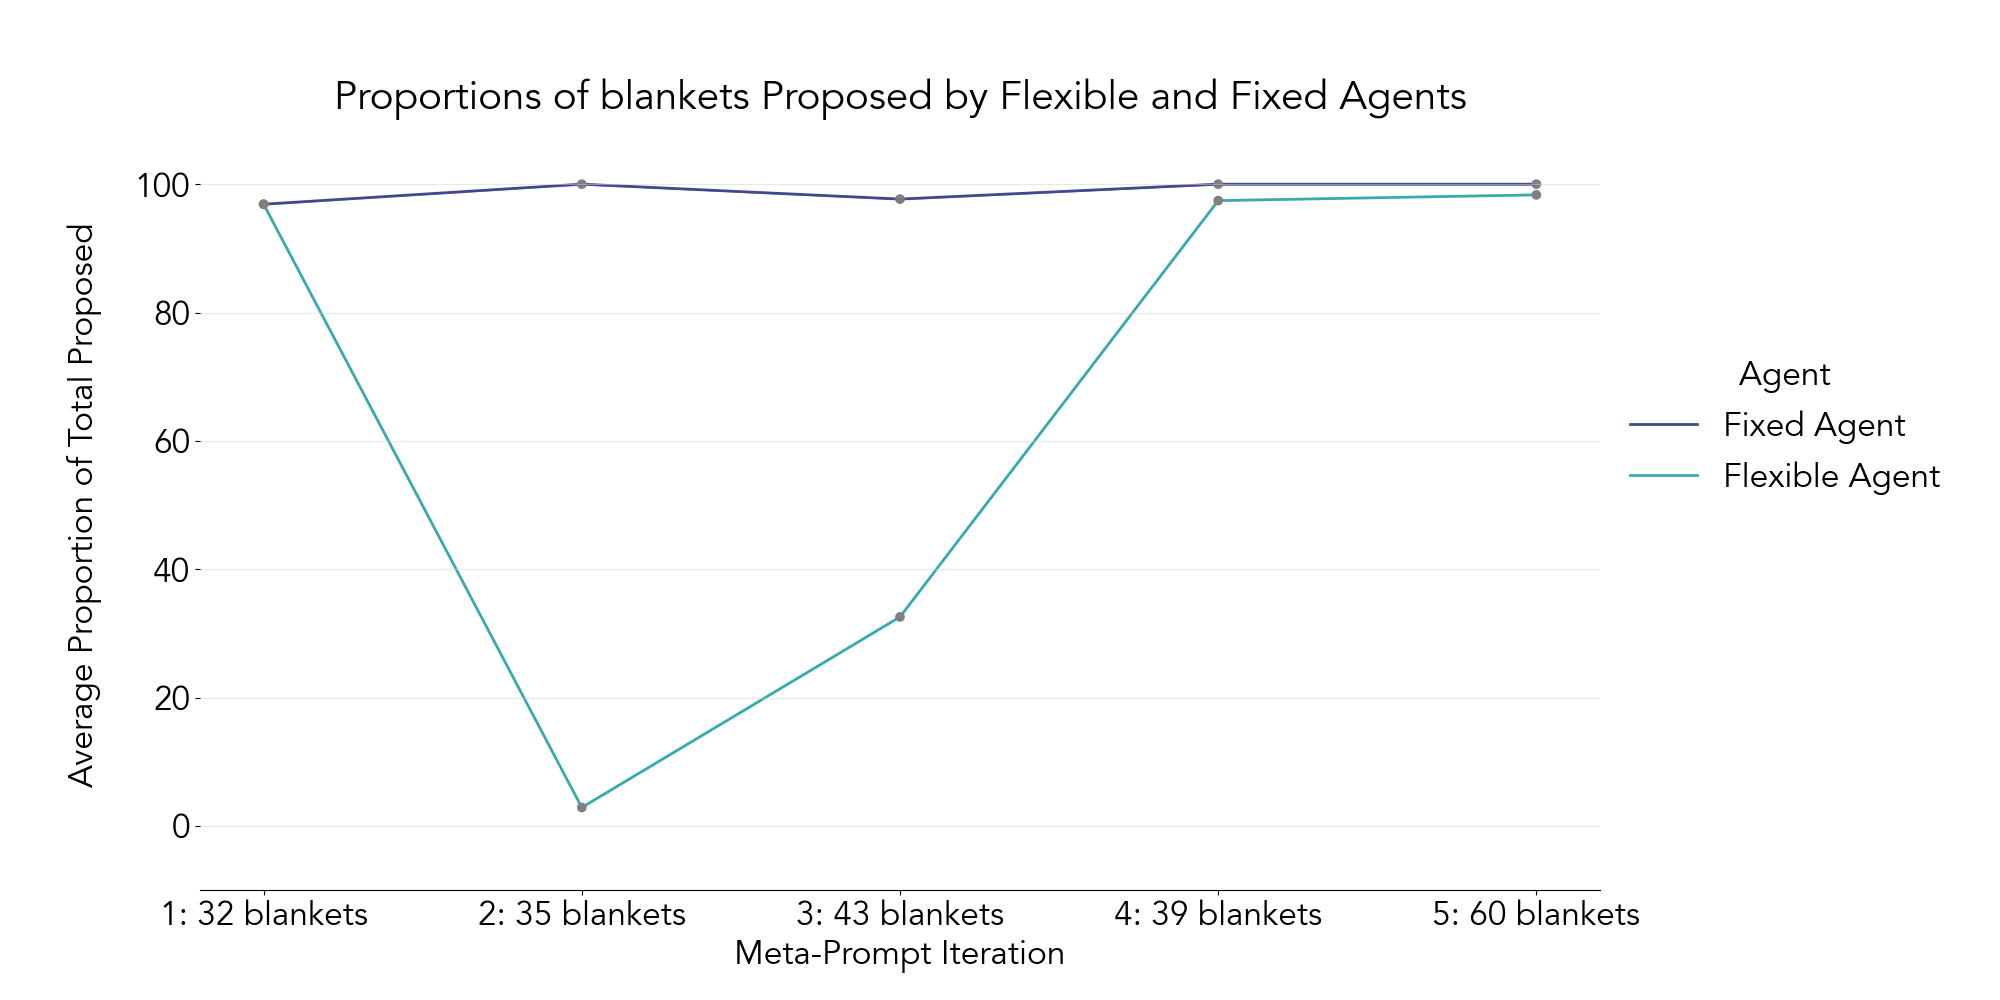 Proportions of blankets Proposed by Flexible and Fixed Agents
Average Proportion of Total Proposed
100
80
60
40
20
0
1: 32 blankets
2: 35 blankets
3: 43 blankets
4: 39 blankets
5: 60 blankets
Meta-Prompt Iteration
Agent
Fixed Agent
Flexible Agent